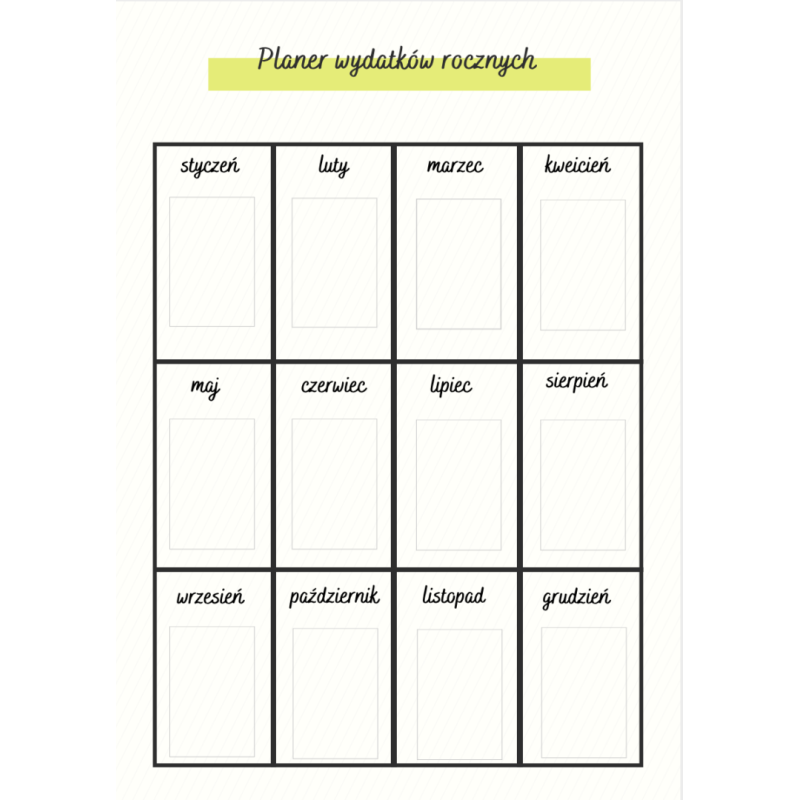 Planer wydatków rocznych
styczeń
luty
marzec
kweicień
maj
czerwiec
lipiec
sierpień
wrzesień
październik
listopad
grudzień